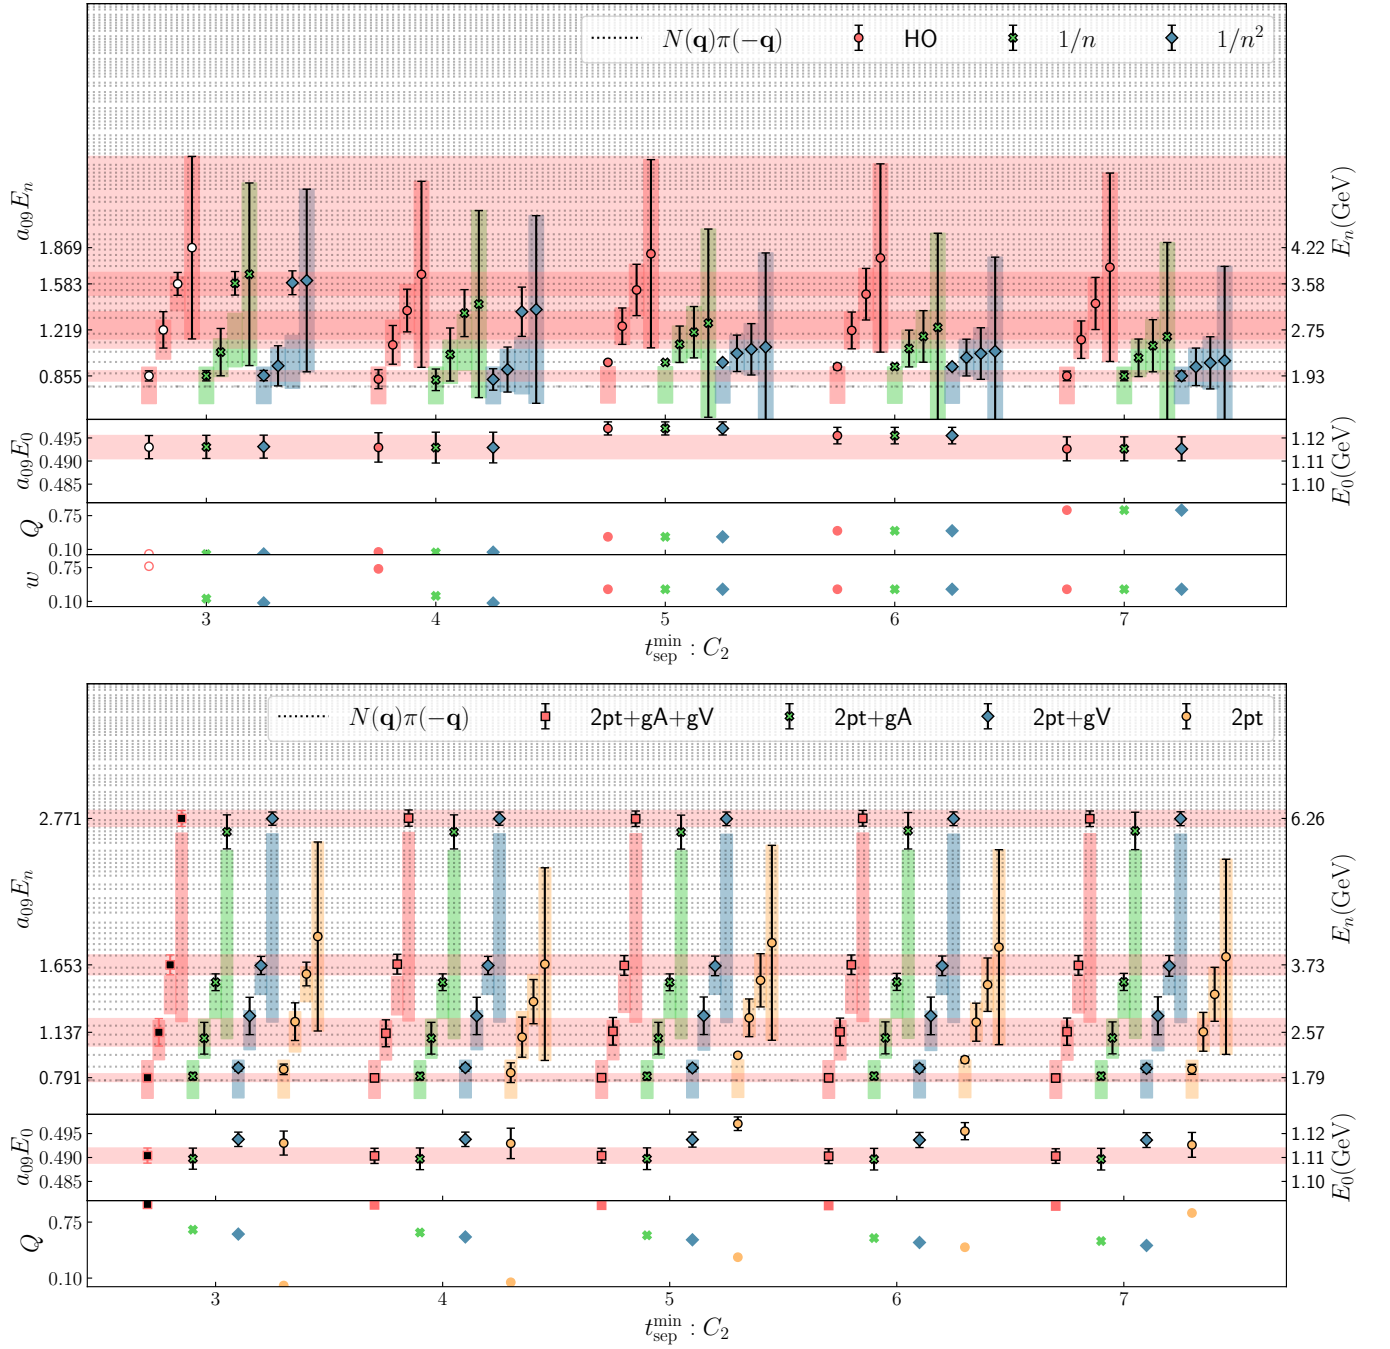 N(q)π(−q) HO 1/n 1/n²
a₀₉Eₙ
1.869
1.583
1.219
0.855
Eₙ(GeV)
4.22
3.58
2.75
1.93
a₀₉E₀
0.495
0.490
0.485
E₀(GeV)
1.12
1.11
1.10
Q
0.75
0.10
w
0.75
0.10
3 4 5 6 7
t_sep^min : C₂
N(q)π(−q) 2pt+gA+gV 2pt+gA 2pt+gV 2pt
a₀₉Eₙ
2.771
1.653
1.137
0.791
Eₙ(GeV)
6.26
3.73
2.57
1.79
a₀₉E₀
0.495
0.490
0.485
E₀(GeV)
1.12
1.11
1.10
Q
0.75
0.10
3 4 5 6 7
t_sep^min : C₂